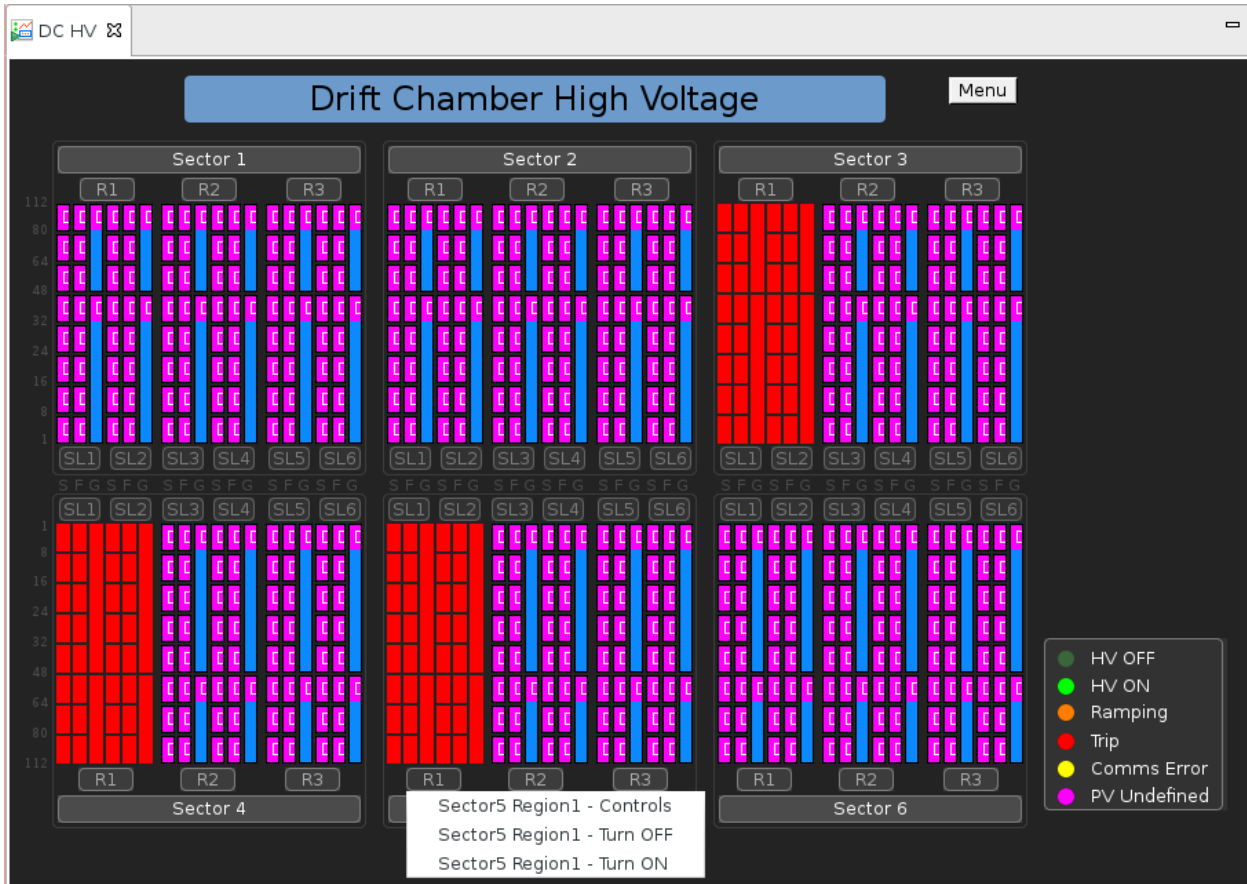 DC HV
Drift Chamber High Voltage
Menu
Sector 1 Sector 2 Sector 3
R1 R2 R3 R1 R2 R3 R1 R2 R3
112
80
64
48
32
24
16
8
1
SL1 SL2 SL3 SL4 SL5 SL6 SL1 SL2 SL3 SL4 SL5 SL6 SL1 SL2 SL3 SL4 SL5 SL6
S F G S F G S F G S F G S F G S F G S F G S F G S F G S F G S F G S F G S F G S F G S F G S F G S F G S F G
SL1 SL2 SL3 SL4 SL5 SL6 SL1 SL2 SL3 SL4 SL5 SL6 SL1 SL2 SL3 SL4 SL5 SL6
1
8
16
24
32
48
64
80
112
R1 R2 R3 R1 R2 R3 R1 R2 R3
Sector 4 Sector 6
Sector5 Region1 - Controls
Sector5 Region1 - Turn OFF
Sector5 Region1 - Turn ON
HV OFF
HV ON
Ramping
Trip
Comms Error
PV Undefined